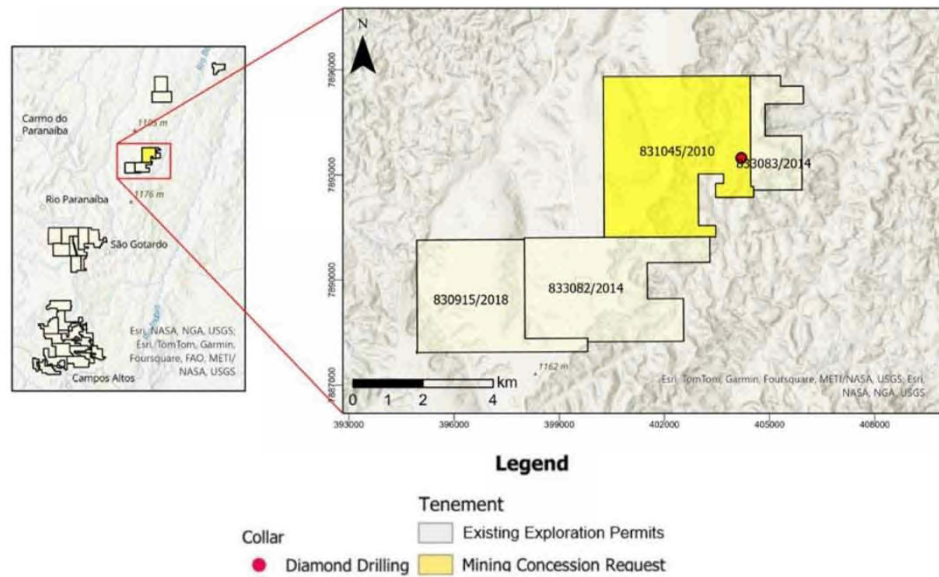 Carmo do
Paranaíba
1195 m
1176 m
Rio Paranaíba
São Gotardo
Esri, NASA, NGA, USGS;
Esri, TomTom, Garmin,
Foursquare, FAO, METI/
NASA, USGS
Campos Altos
N
7896000
7893000
7890000
7887000
831045/2010
833083/2014
830915/2018
833082/2014
1162 m
km
0 1 2 4
Esri, TomTom, Garmin, Foursquare, METI/NASA, USGS; Esri,
NASA, NGA, USGS
393000 396000 399000 402000 405000 408000
Legend
Tenement
Collar
Existing Exploration Permits
Diamond Drilling
Mining Concession Request